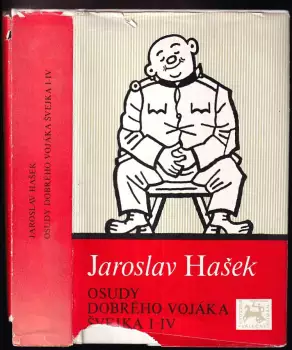 JAROSLAV HAŠEK
OSUDY DOBRÉHO VOJÁKA ŠVEJKA I-IV
Jaroslav Hašek
OSUDY
DOBRÉHO VOJÁKA
ŠVEJKA I-IV